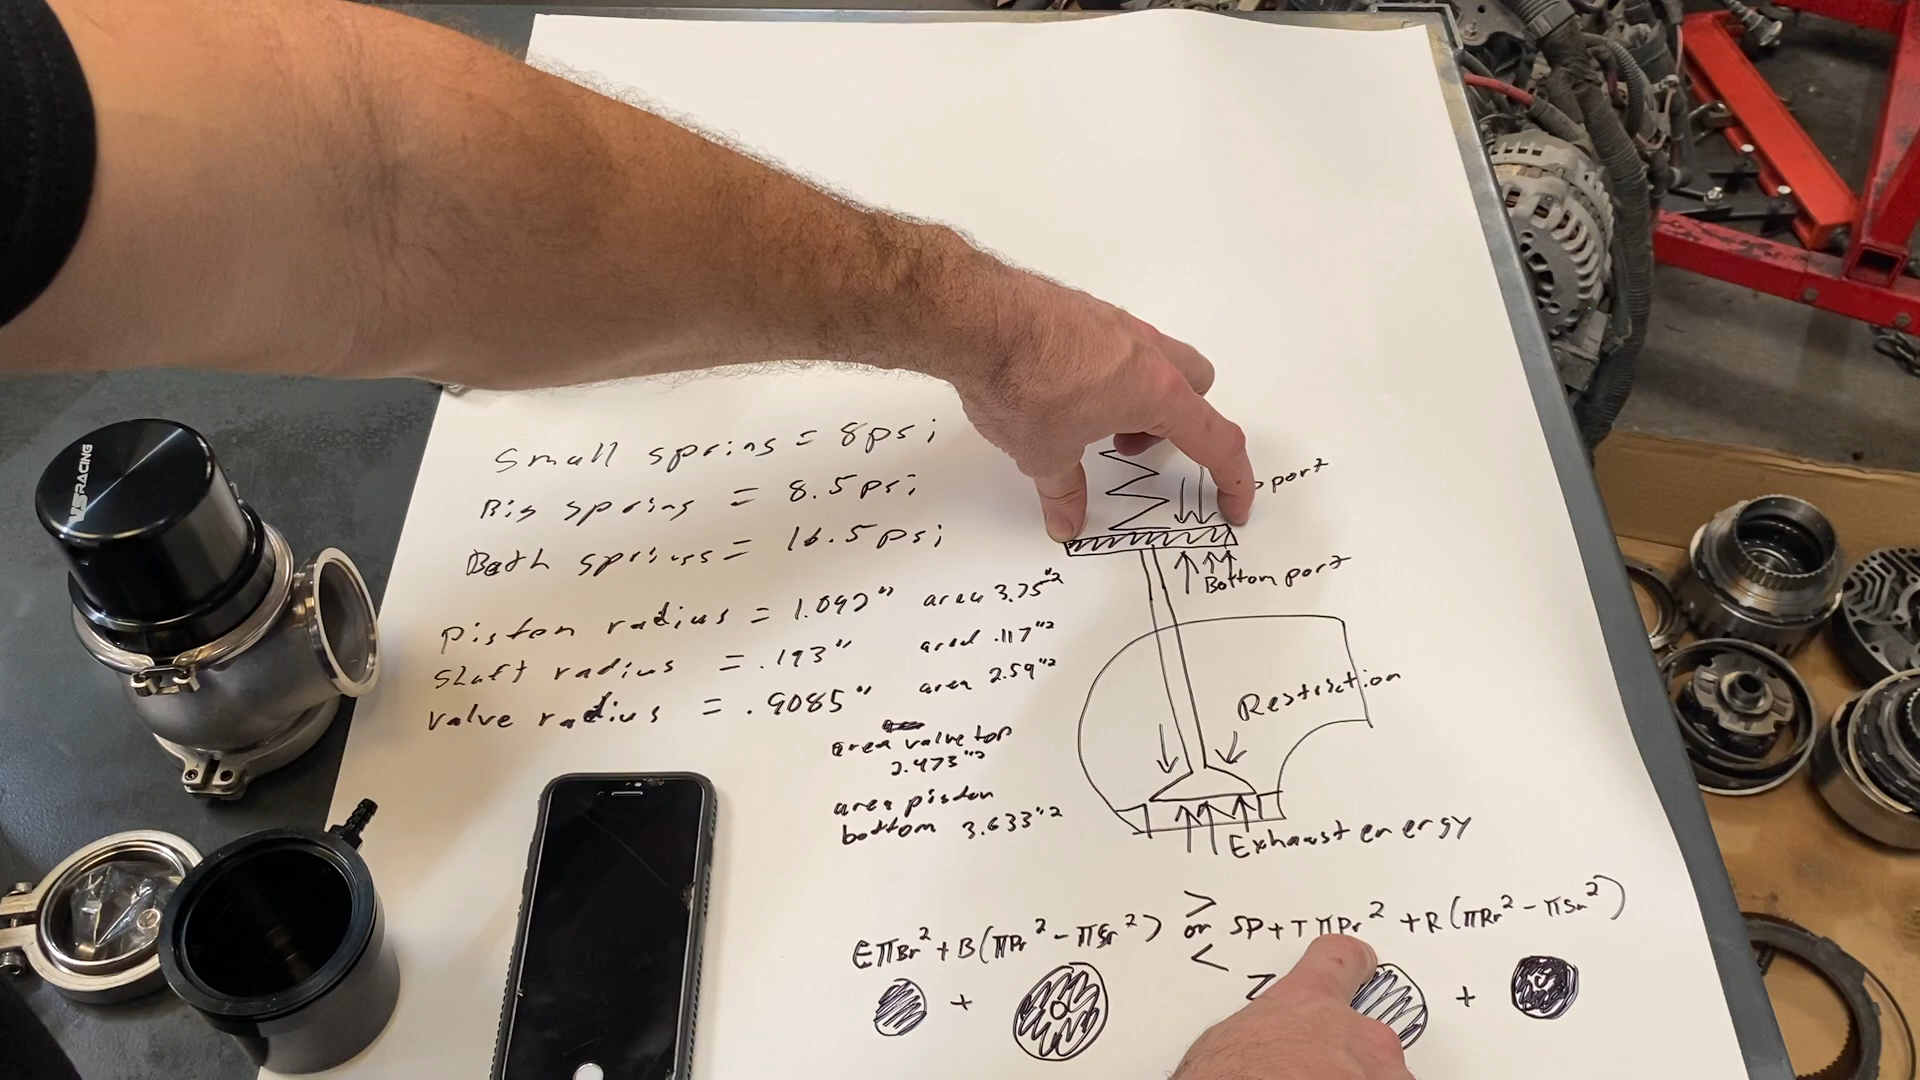 VS RACING
Small spring = 8psi
Big spring = 8.5psi
Both springs = 16.5psi
piston radius = 1.092" area 3.75"2
Shaft radius = .193" area .117"2
valve radius = .9085" area 2.59"2
area valve top
2.473"2
area piston
bottom 3.633"2
port
Bottom port
Restriction
Exhaust energy
>
EπBr2 + B(πPr2 - πSr2) or SP + TπPr2 + R(πRr2 - πSr2)
<
+ +